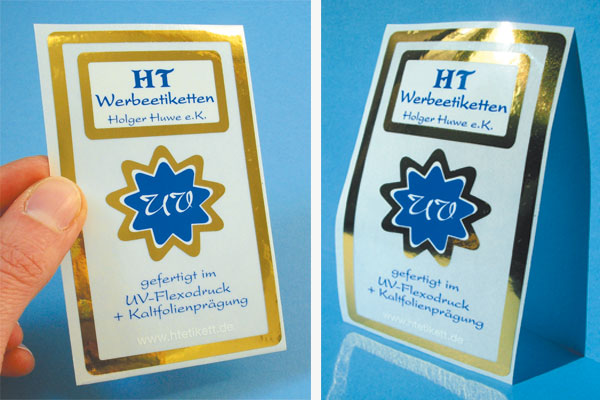 HT
Werbeetiketten
Holger Huwe e.K.
UV
gefertigt im
UV-Flexodruck
+ Kaltfolienprägung
www.htetikett.de
HT
Werbeetiketten
Holger Huwe e.K.
UV
gefertigt im
UV-Flexodruck
+ Kaltfolienprägung
www.htetikett.de